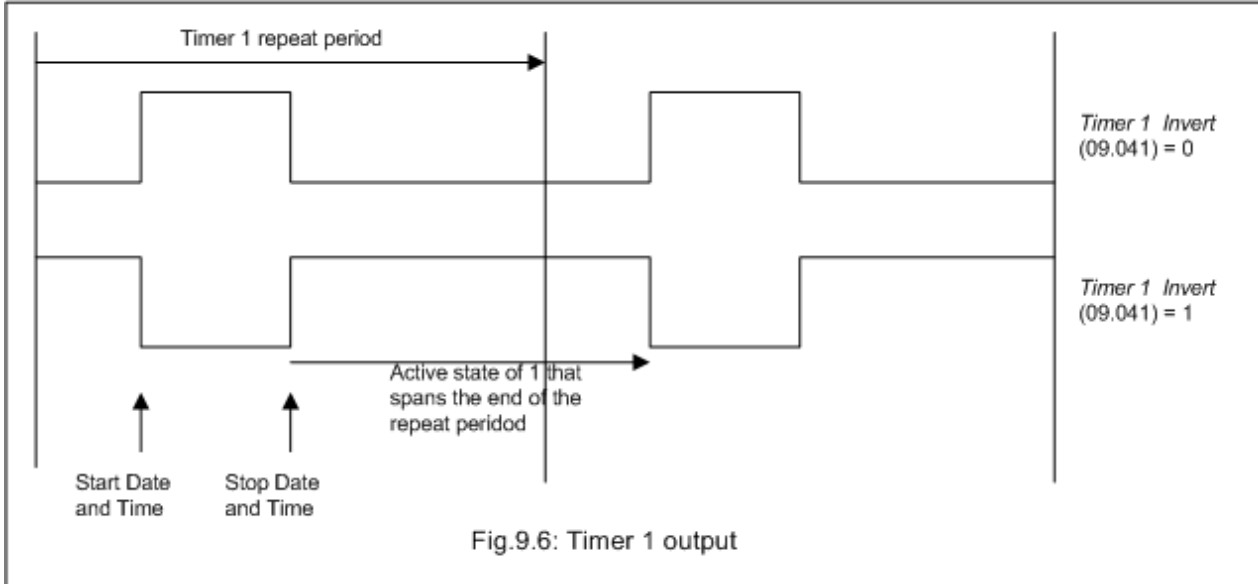 Timer 1 repeat period
Timer 1 Invert
(09.041) = 0
Timer 1 Invert
(09.041) = 1
Active state of 1 that
spans the end of the
repeat peridod
Start Date
and Time
Stop Date
and Time
Fig.9.6: Timer 1 output